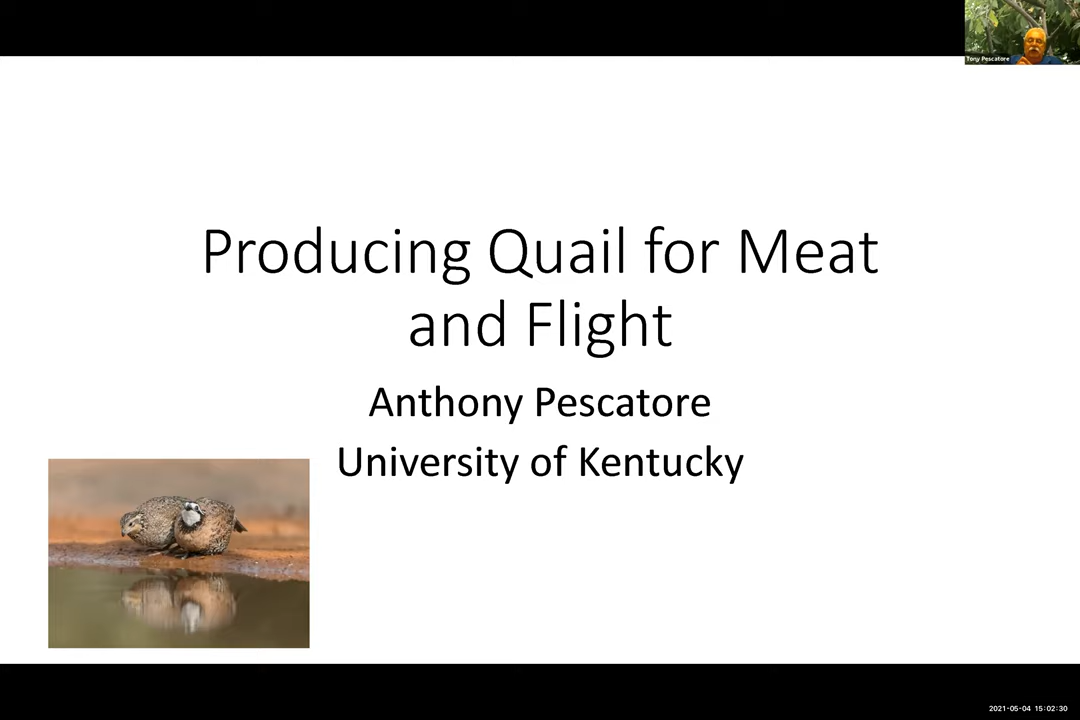 Tony Pescatore
Producing Quail for Meat
and Flight
Anthony Pescatore
University of Kentucky
2021-05-04 15:02:30